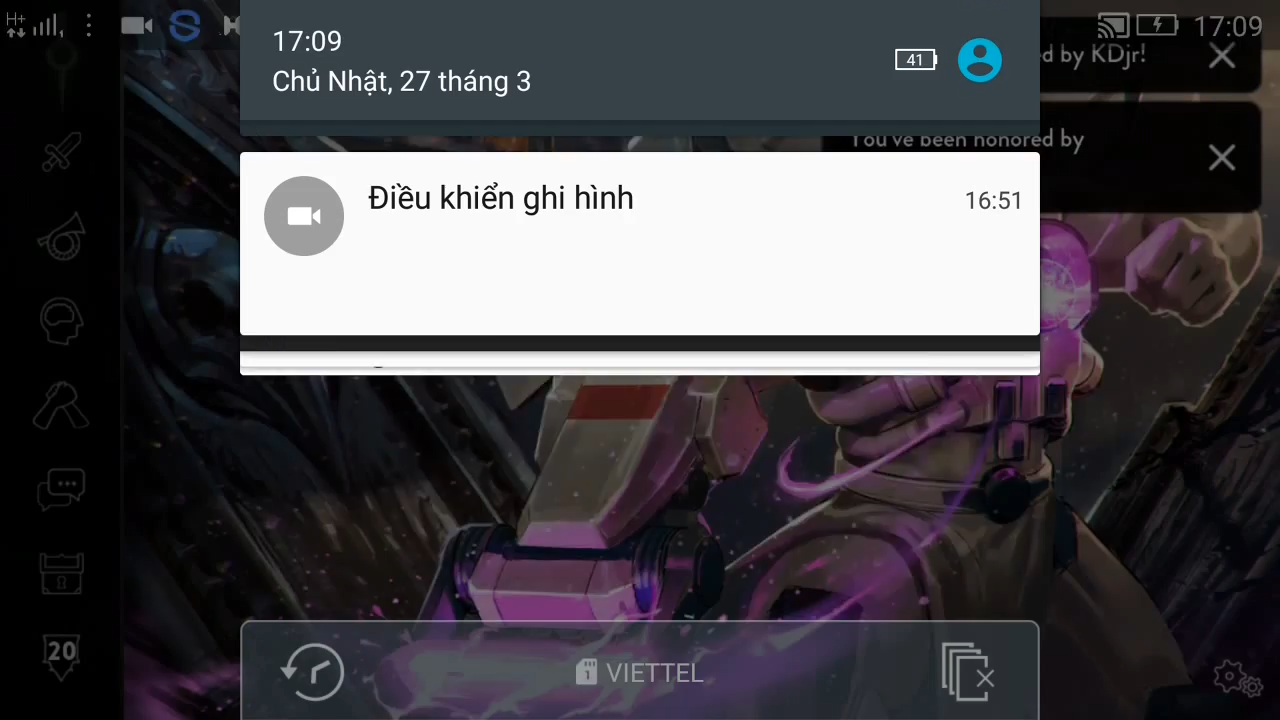 H+
17:09
17:09
Chủ Nhật, 27 tháng 3
41
ed by KDjr!
You've been honored by
Điều khiển ghi hình
16:51
20
1
VIETTEL